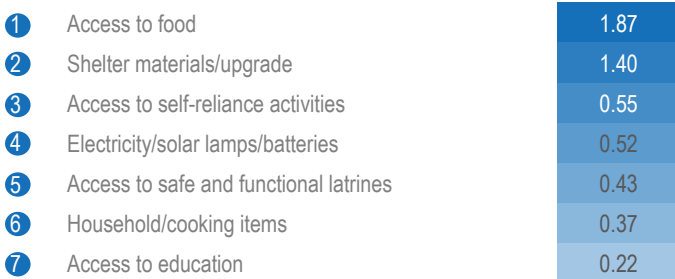 1 Access to food 1.87
2 Shelter materials/upgrade 1.40
3 Access to self-reliance activities 0.55
4 Electricity/solar lamps/batteries 0.52
5 Access to safe and functional latrines 0.43
6 Household/cooking items 0.37
7 Access to education 0.22